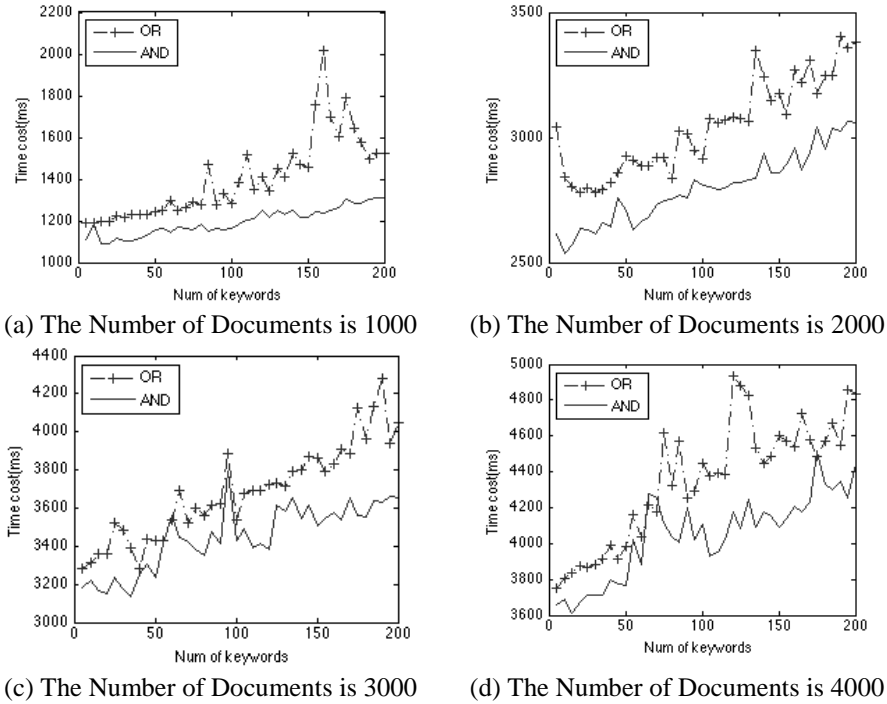 2200
2000
1800
1600
1400
1200
1000
Time cost(ms)
OR
AND
0 50 100 150 200
Num of keywords
(a) The Number of Documents is 1000
3500
3000
2500
Time cost(ms)
OR
AND
0 50 100 150 200
Num of keywords
(b) The Number of Documents is 2000
4400
4200
4000
3800
3600
3400
3200
3000
Time cost(ms)
OR
AND
0 50 100 150 200
Num of keywords
(c) The Number of Documents is 3000
5000
4800
4600
4400
4200
4000
3800
3600
Time cost(ms)
OR
AND
0 50 100 150 200
Num of keywords
(d) The Number of Documents is 4000